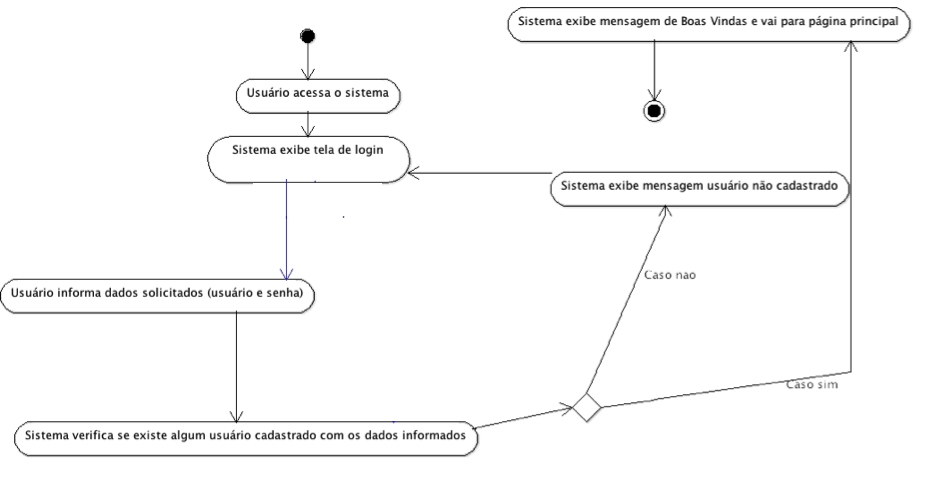 Sistema exibe mensagem de Boas Vindas e vai para página principal
Usuário acessa o sistema
Sistema exibe tela de login
Sistema exibe mensagem usuário não cadastrado
Caso nao
Usuário informa dados solicitados (usuário e senha)
Caso sim
Sistema verifica se existe algum usuário cadastrado com os dados informados